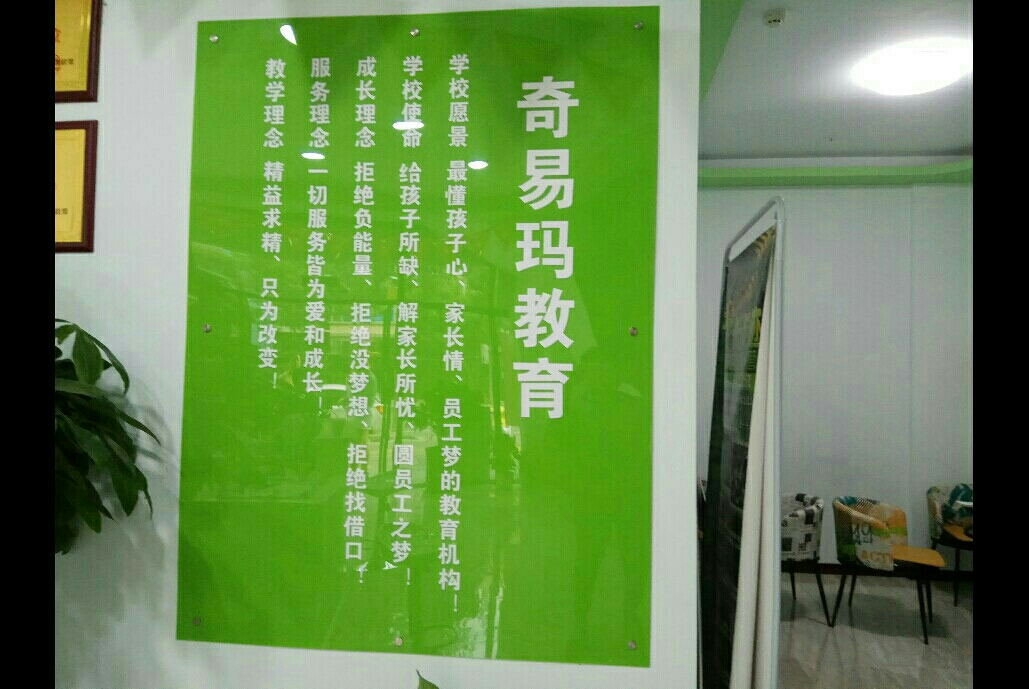 奇易玛教育
学校愿景 最懂孩子心、家长情、员工梦的教育机构！
学校使命 给孩子所缺、解家长所忧、圆员工之梦！
成长理念 拒绝负能量、拒绝没梦想、拒绝找借口！
服务理念 一切服务皆为爱和成长！
教学理念 精益求精、只为改变！